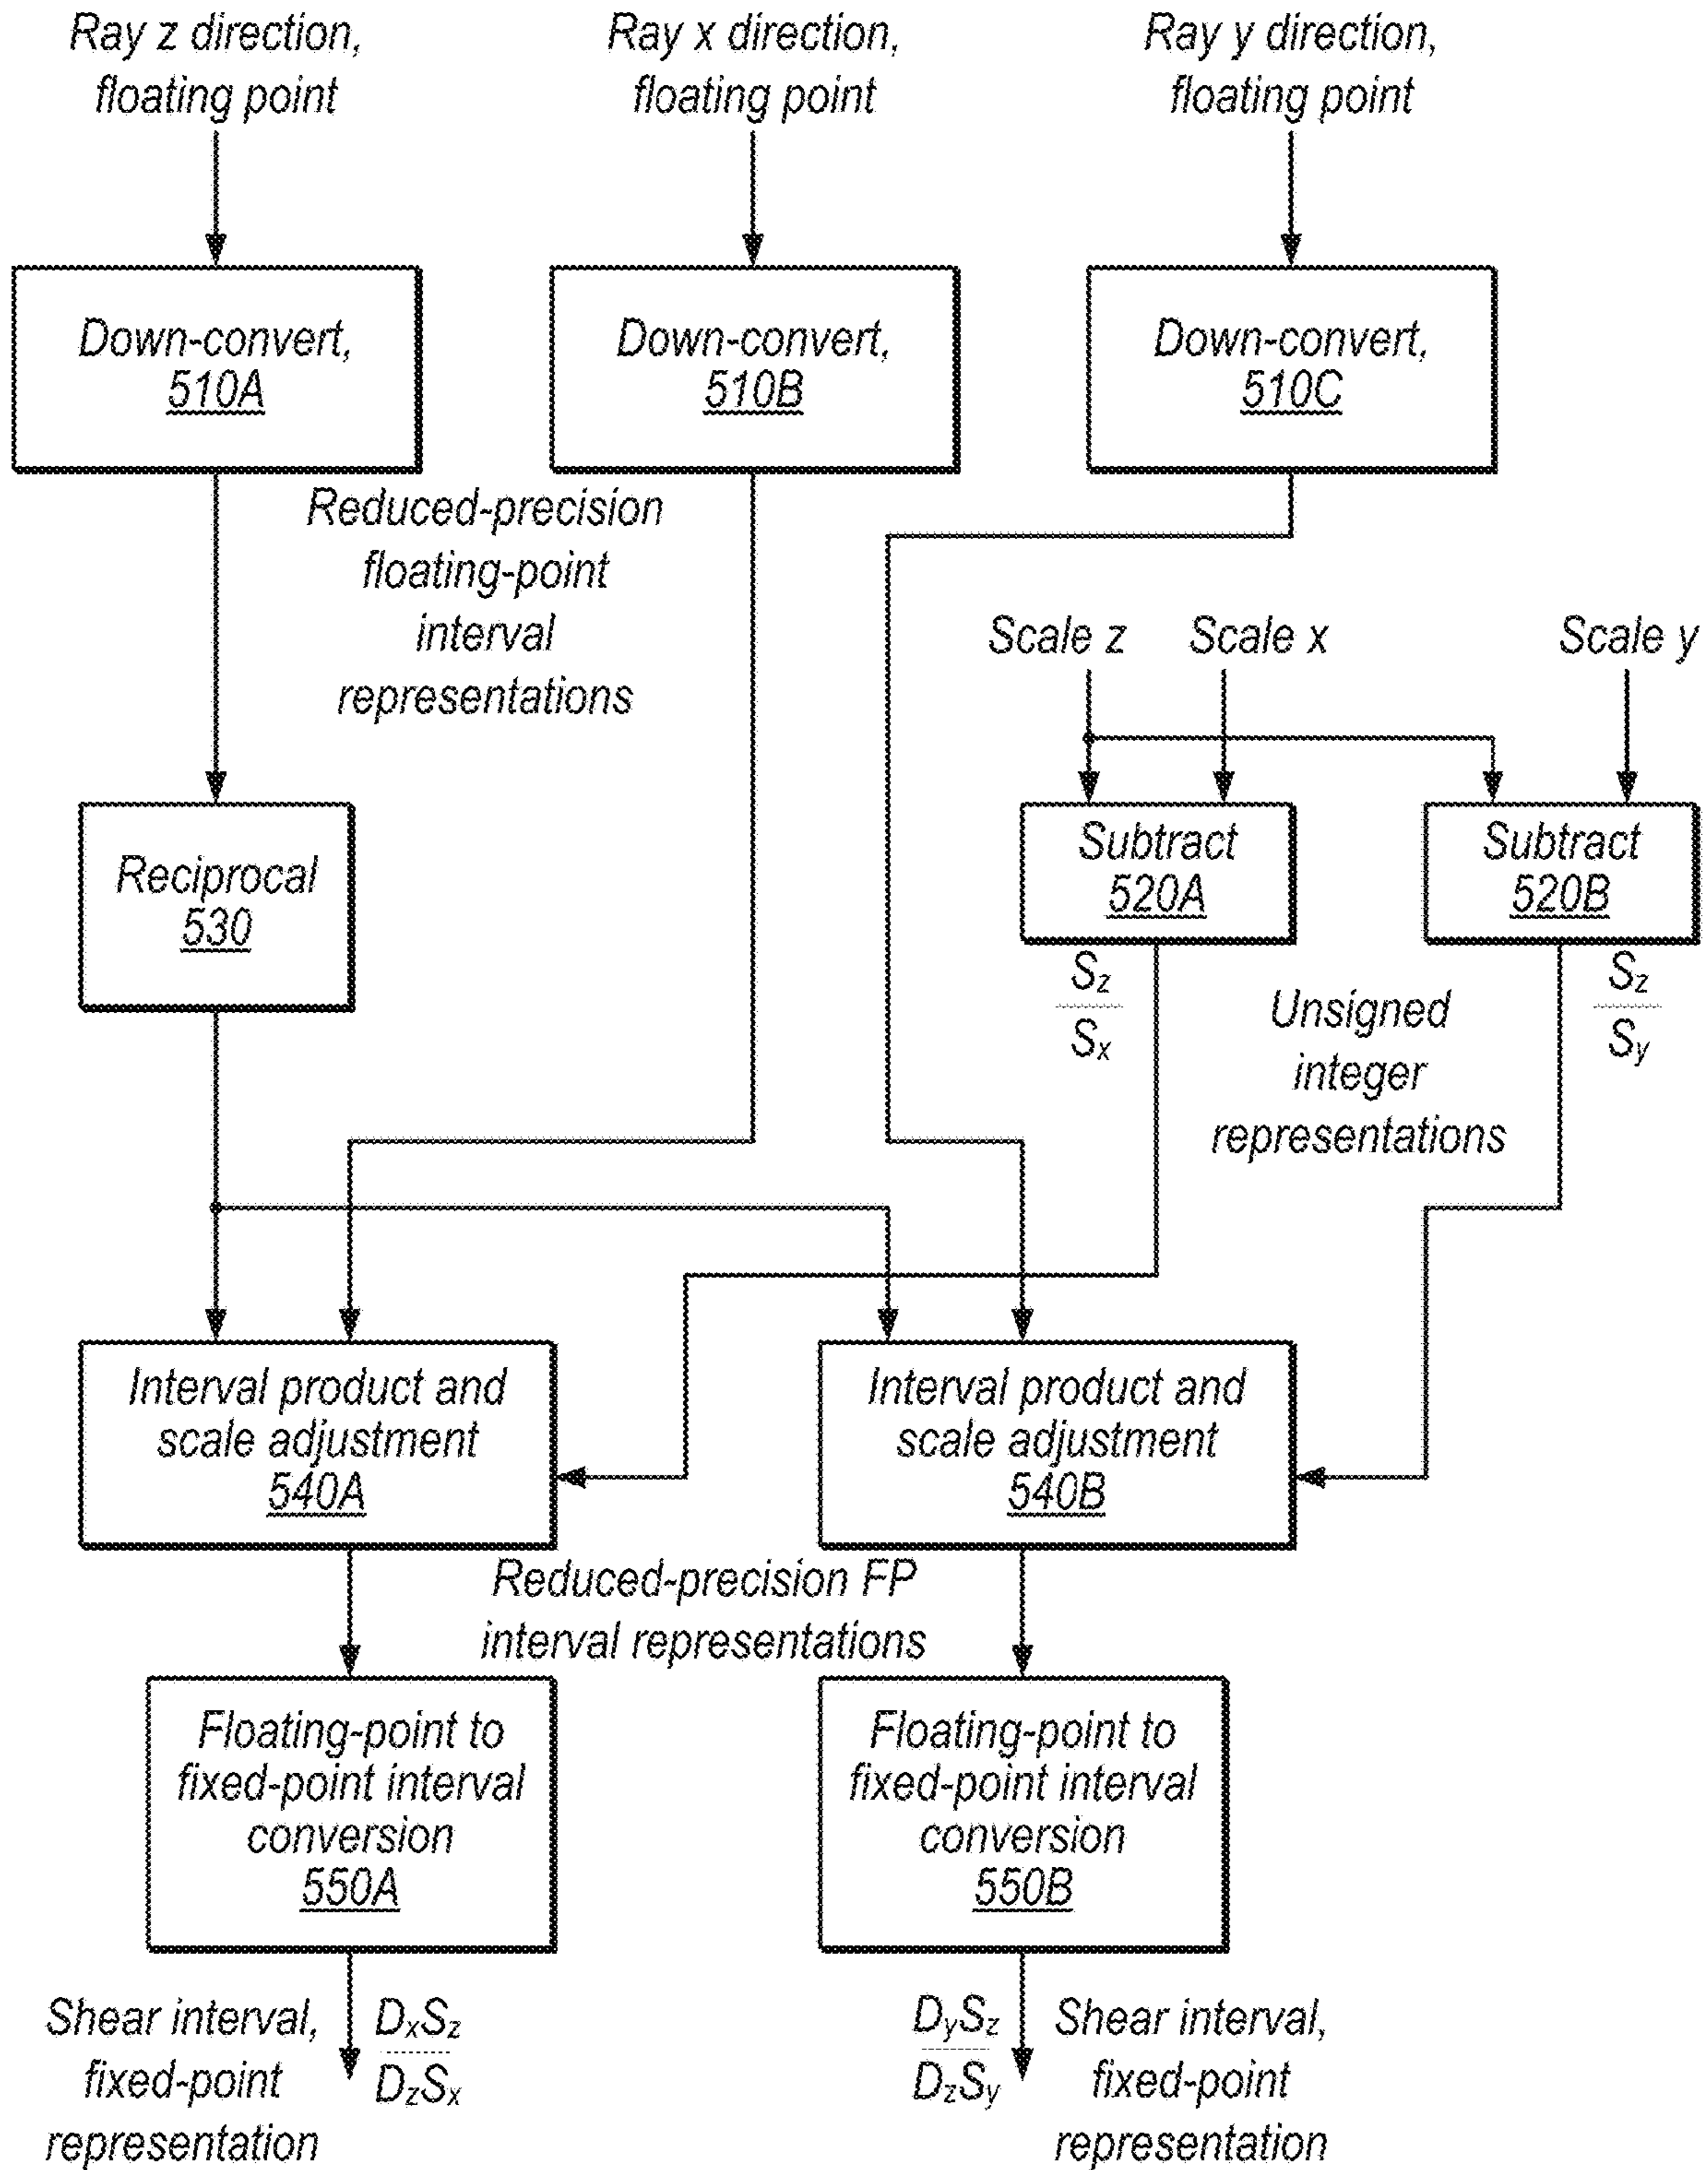 Ray z direction,
floating point
Ray x direction,
floating point
Ray y direction,
floating point
Down-convert,
510A
Down-convert,
510B
Down-convert,
510C
Reduced-precision
floating-point
interval
representations
Scale z
Scale x
Scale y
Reciprocal
530
Subtract
520A
Subtract
520B
Sz
Sx
Unsigned
integer
representations
Sz
Sy
Interval product and
scale adjustment
540A
Interval product and
scale adjustment
540B
Reduced-precision FP
interval representations
Floating-point to
fixed-point interval
conversion
550A
Floating-point to
fixed-point interval
conversion
550B
Shear interval,
fixed-point
representation
DxSz
DzSx
DySz
DzSy
Shear interval,
fixed-point
representation